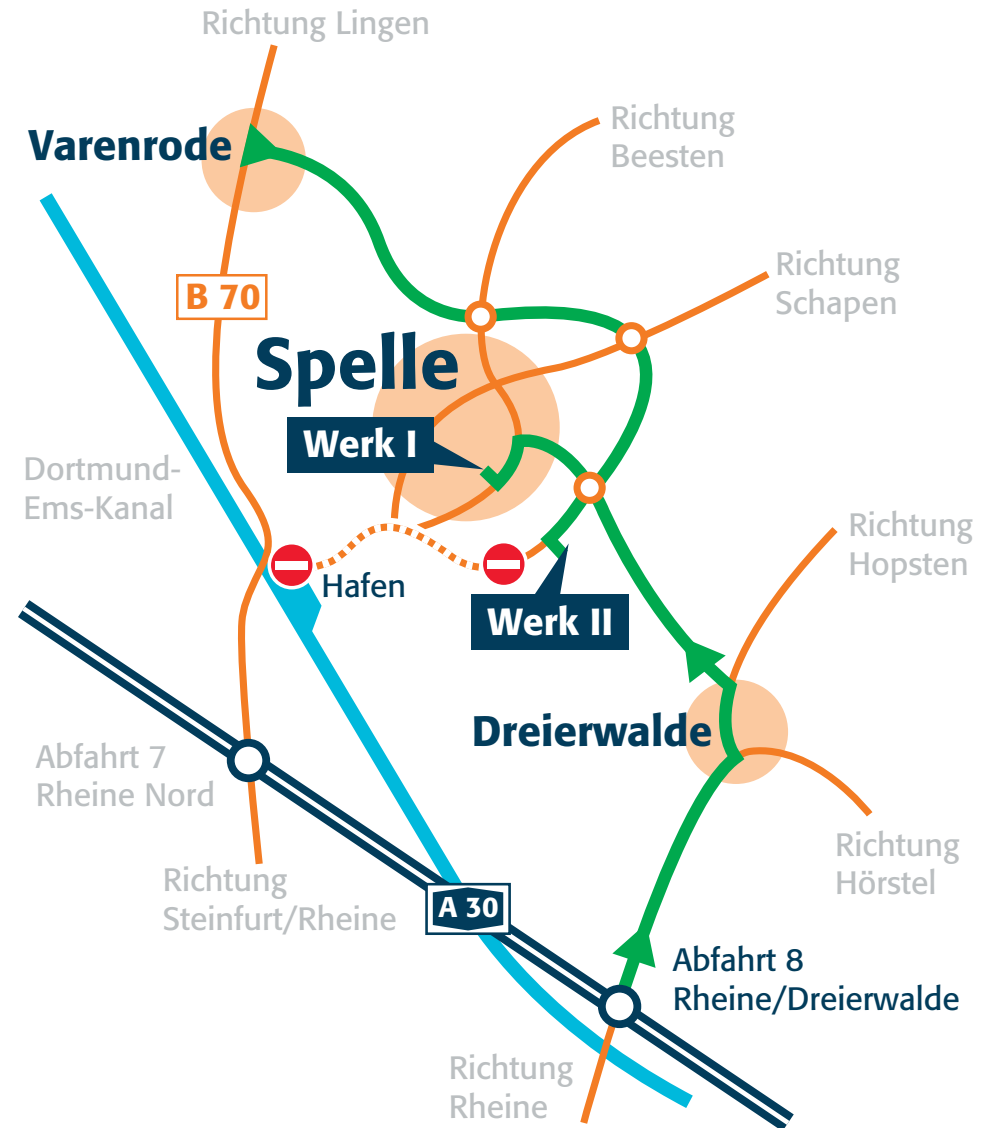 Richtung Lingen
Varenrode
Richtung
Beesten
Richtung
Schapen
B 70
Spelle
Werk I
Dortmund-
Ems-Kanal
Richtung
Hopsten
Hafen
Werk II
Dreierwalde
Abfahrt 7
Rheine Nord
Richtung
Hörstel
Richtung
Steinfurt/Rheine
A 30
Abfahrt 8
Rheine/Dreierwalde
Richtung
Rheine